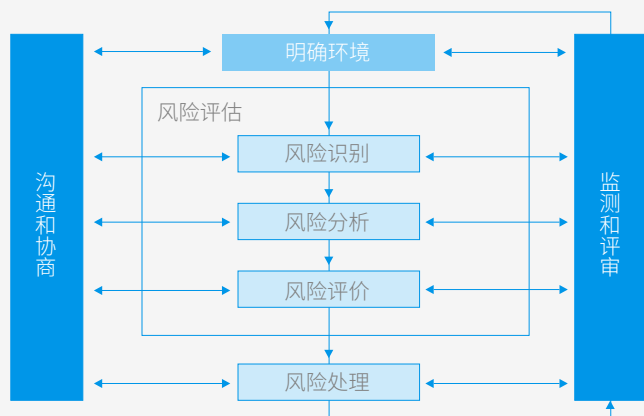 明确环境
风险评估
风险识别
沟通和协商
监测和评审
风险分析
风险评价
风险处理